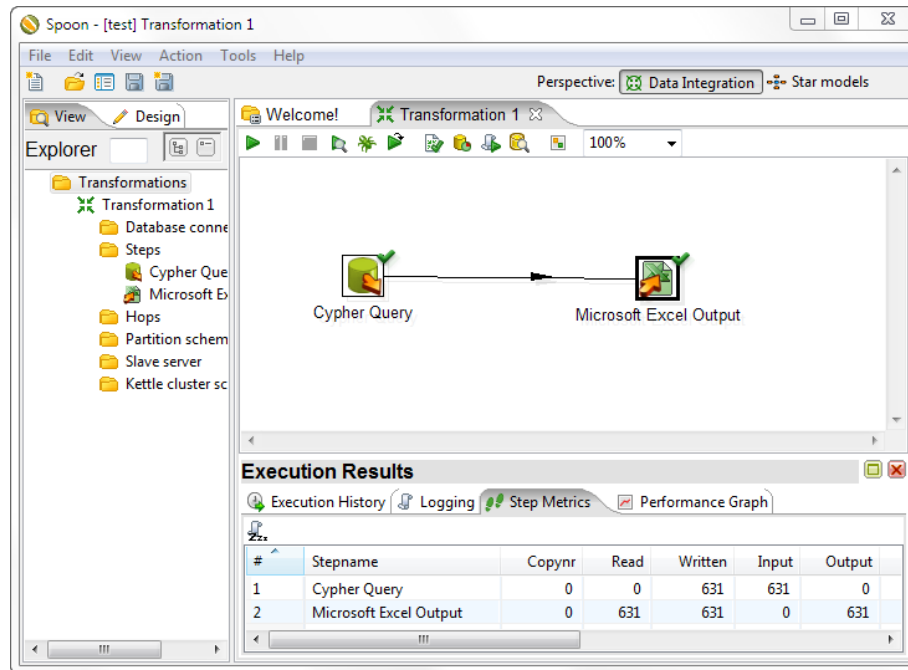 Spoon - [test] Transformation 1
File Edit View Action Tools Help
Perspective: Data Integration Star models
View Design
Welcome! Transformation 1
Explorer
100%
Transformations
Transformation 1
Database conne
Steps
Cypher Que
Microsoft Ex
Hops
Partition schem
Slave server
Kettle cluster sc
Cypher Query
Microsoft Excel Output
Execution Results
Execution History Logging Step Metrics Performance Graph
# Stepname Copynr Read Written Input Output
1 Cypher Query 0 0 631 631 0
2 Microsoft Excel Output 0 631 631 0 631